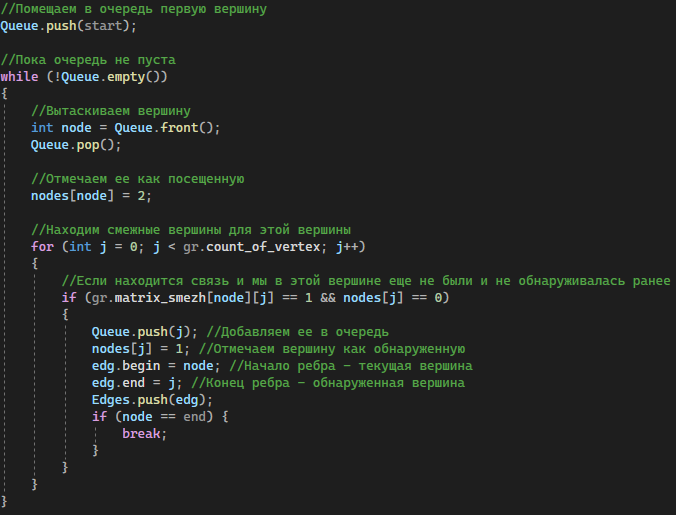 //Помещаем в очередь первую вершину
Queue.push(start);
//Пока очередь не пуста
while (!Queue.empty())
{
//Вытаскиваем вершину
int node = Queue.front();
Queue.pop();
//Отмечаем ее как посещенную
nodes[node] = 2;
//Находим смежные вершины для этой вершины
for (int j = 0; j < gr.count_of_vertex; j++)
{
//Если находится связь и мы в этой вершине еще не были и не обнаруживалась ранее
if (gr.matrix_smezh[node][j] == 1 && nodes[j] == 0)
{
Queue.push(j); //Добавляем ее в очередь
nodes[j] = 1; //Отмечаем вершину как обнаруженную
edg.begin = node; //Начало ребра – текущая вершина
edg.end = j; //Конец ребра – обнаруженная вершина
Edges.push(edg);
if (node == end) {
break;
}
}
}
}